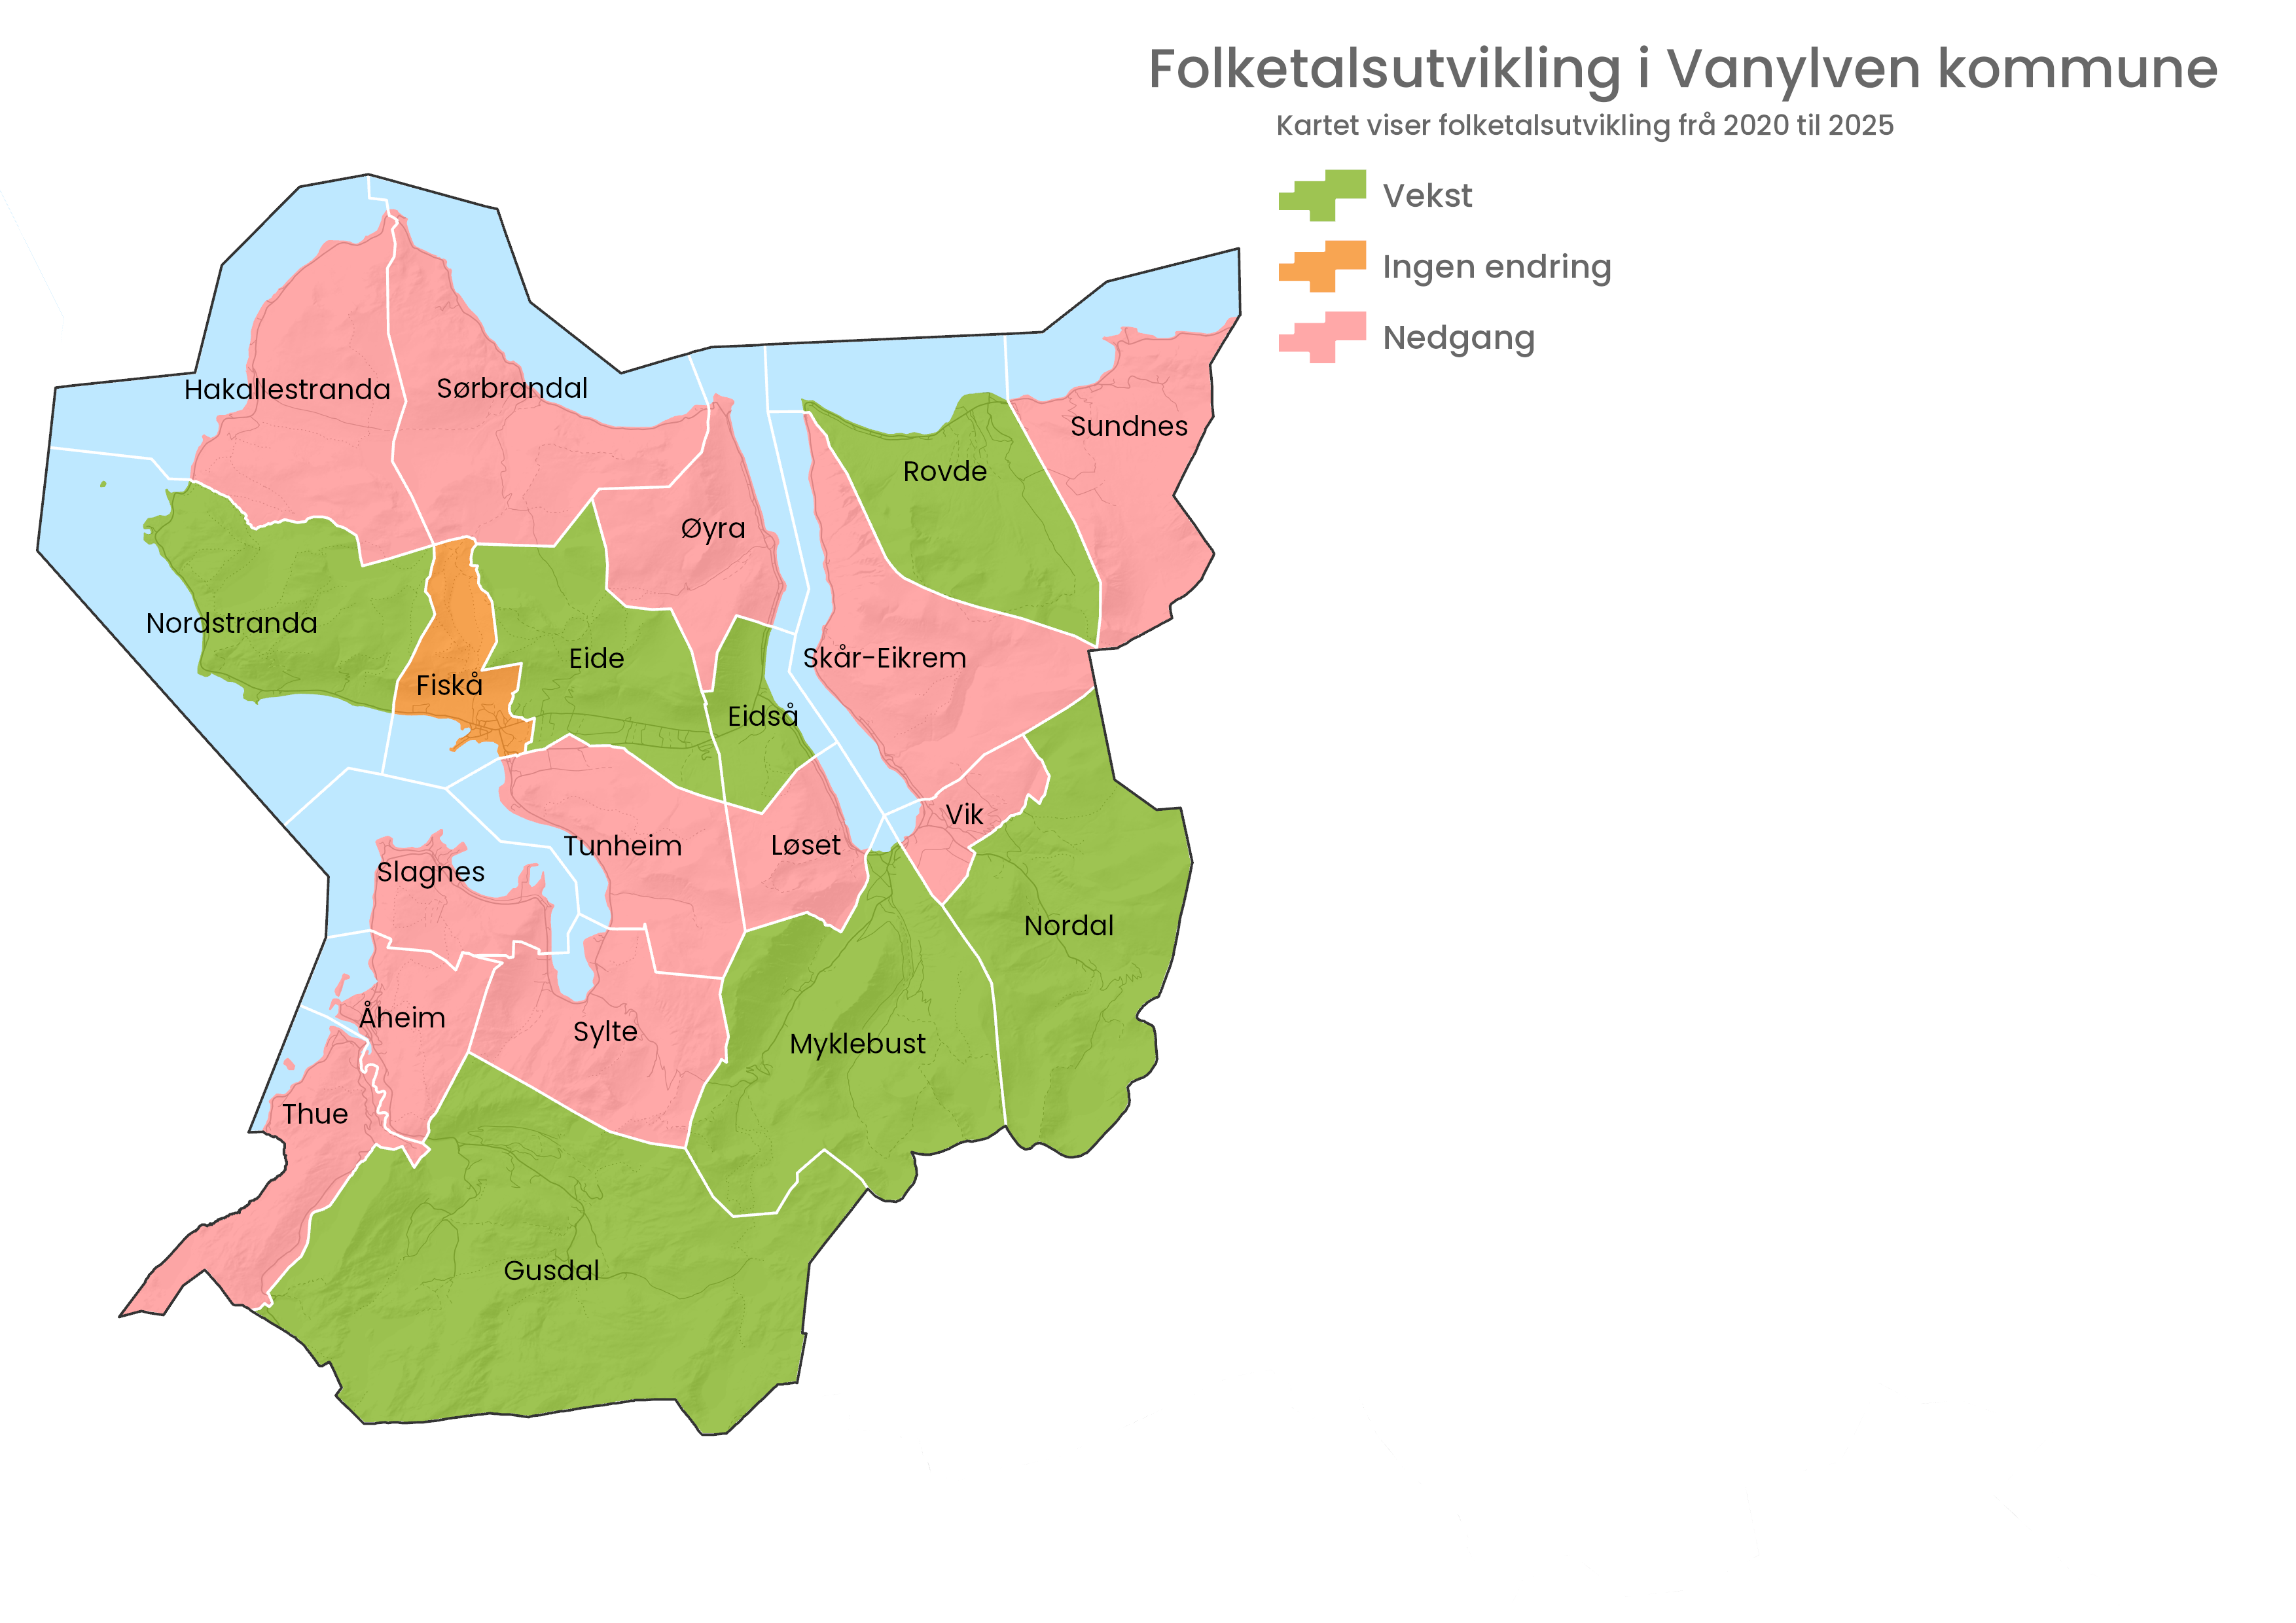 Folketalsutvikling i Vanylven kommune
Kartet viser folketalsutvikling frå 2020 til 2025
Vekst
Ingen endring
Nedgang
Hakallestranda
Sørbrandal
Sundnes
Rovde
Øyra
Nordstranda
Eide
Skår-Eikrem
Fiskå
Eidså
Vik
Tunheim
Løset
Slagnes
Nordal
Åheim
Sylte
Myklebust
Thue
Gusdal